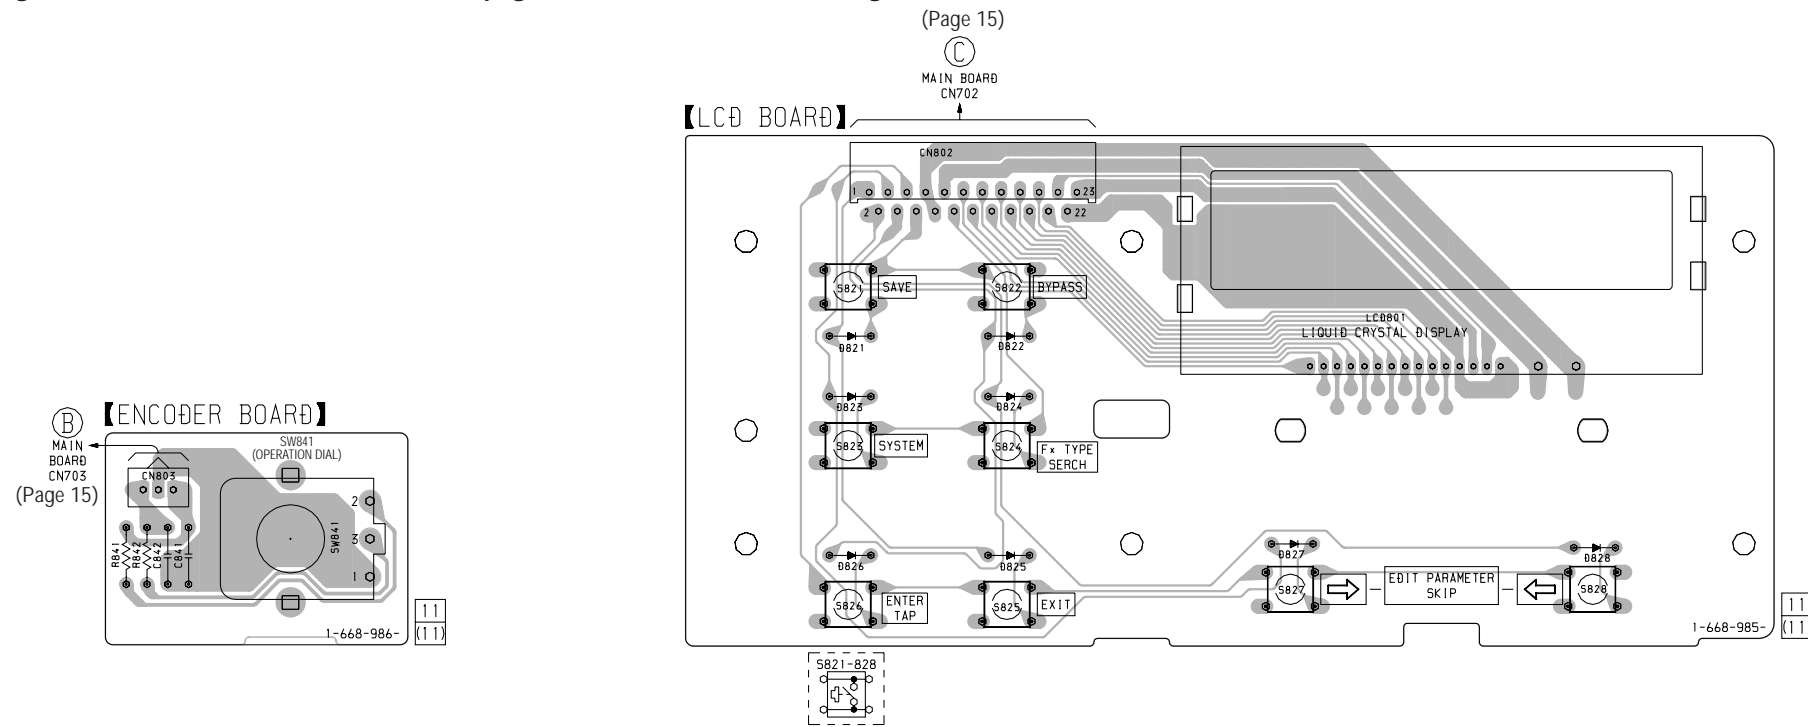 (Page 15)
C
MAIN BOARD
CN702
【LCD BOARD】
CN802
1
23
2
22
S821
SAVE
S822
BYPASS
D821
D822
LCD801
LIQUID CRYSTAL DISPLAY
D823
D824
S823
SYSTEM
S824
Fx TYPE
SERCH
D826
D825
D827
D828
S826
ENTER
TAP
S825
EXIT
S827
EDIT PARAMETER
SKIP
S828
1-668-985-
11
(11
S821-828
B
MAIN
BOARD
CN703
(Page 15)
【ENCODER BOARD】
SW841
(OPERATION DIAL)
CN803
2
3
1
SW841
R841
R842
C842
C841
1-668-986-
11
(11)